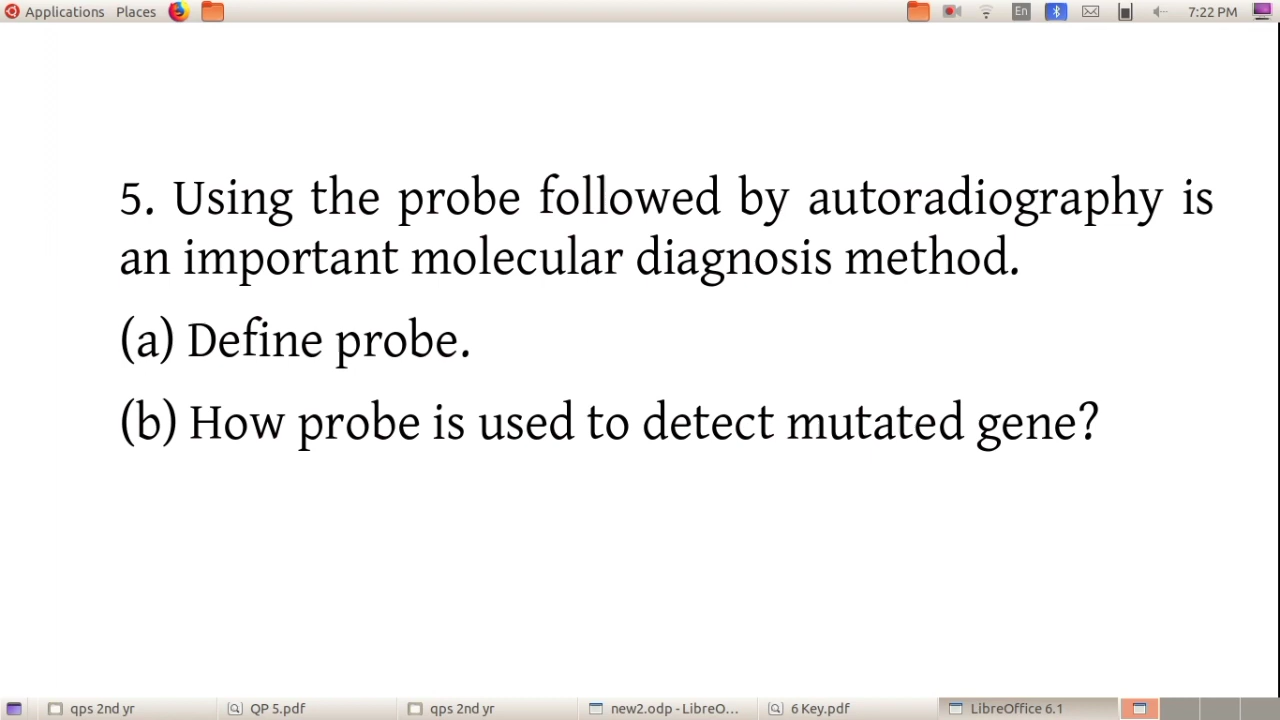 Applications Places En 7:22 PM
5. Using the probe followed by autoradiography is
an important molecular diagnosis method.
(a) Define probe.
(b) How probe is used to detect mutated gene?
qps 2nd yr QP 5.pdf qps 2nd yr new2.odp - LibreO... 6 Key.pdf LibreOffice 6.1